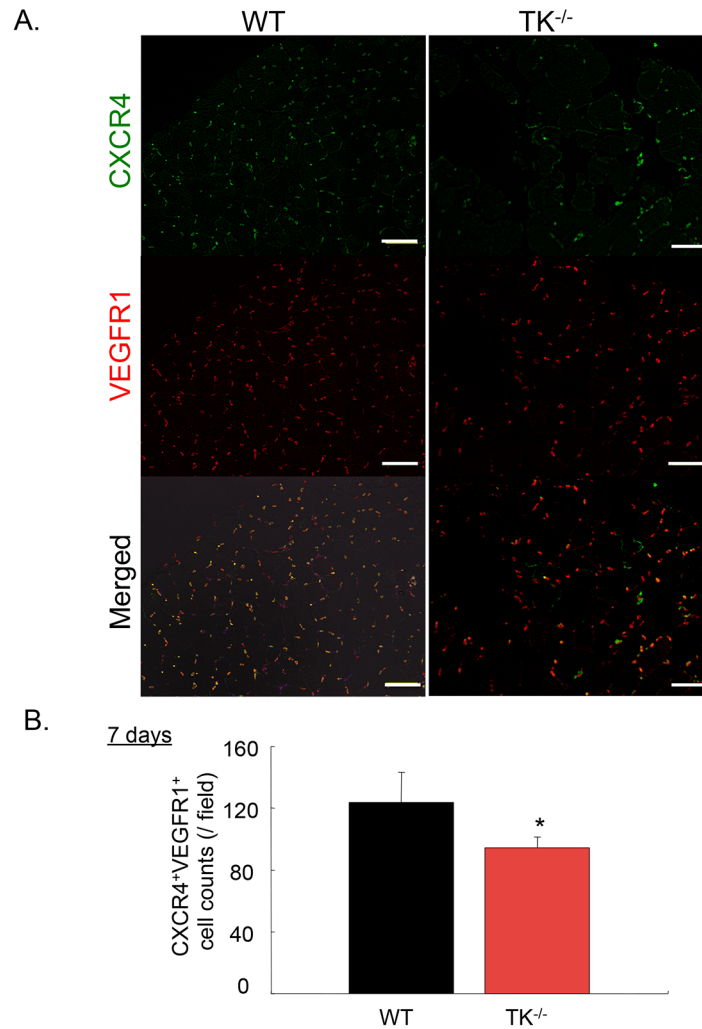 A.
WT
TK-/-
CXCR4
VEGFR1
Merged
B.
7 days
CXCR4+VEGFR1+
cell counts (/ field)
160
120
80
40
0
*
WT
TK-/-